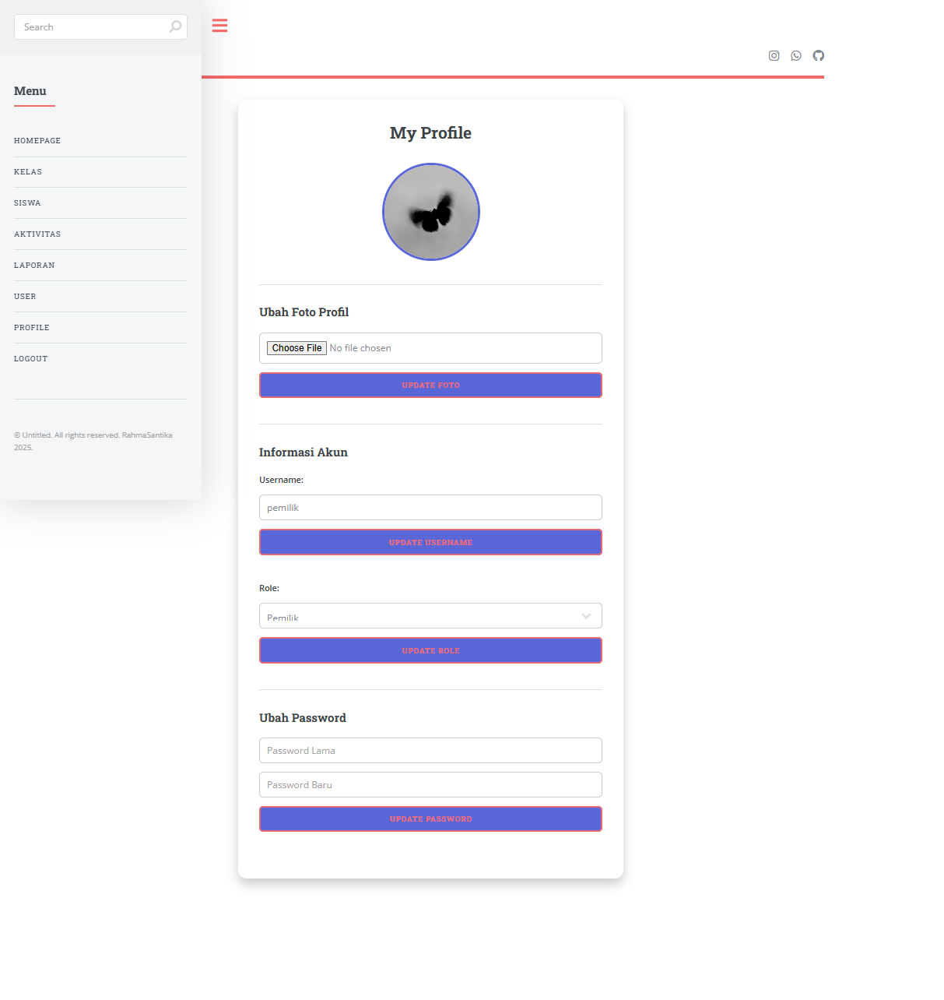 Search
Menu
HOMEPAGE
KELAS
SISWA
AKTIVITAS
LAPORAN
USER
PROFILE
LOGOUT
© Untitled. All rights reserved. RahmaSantika
2025.
My Profile
Ubah Foto Profil
Choose File No file chosen
UPDATE FOTO
Informasi Akun
Username:
pemilik
UPDATE USERNAME
Role:
Pemilik
UPDATE ROLE
Ubah Password
Password Lama
Password Baru
UPDATE PASSWORD